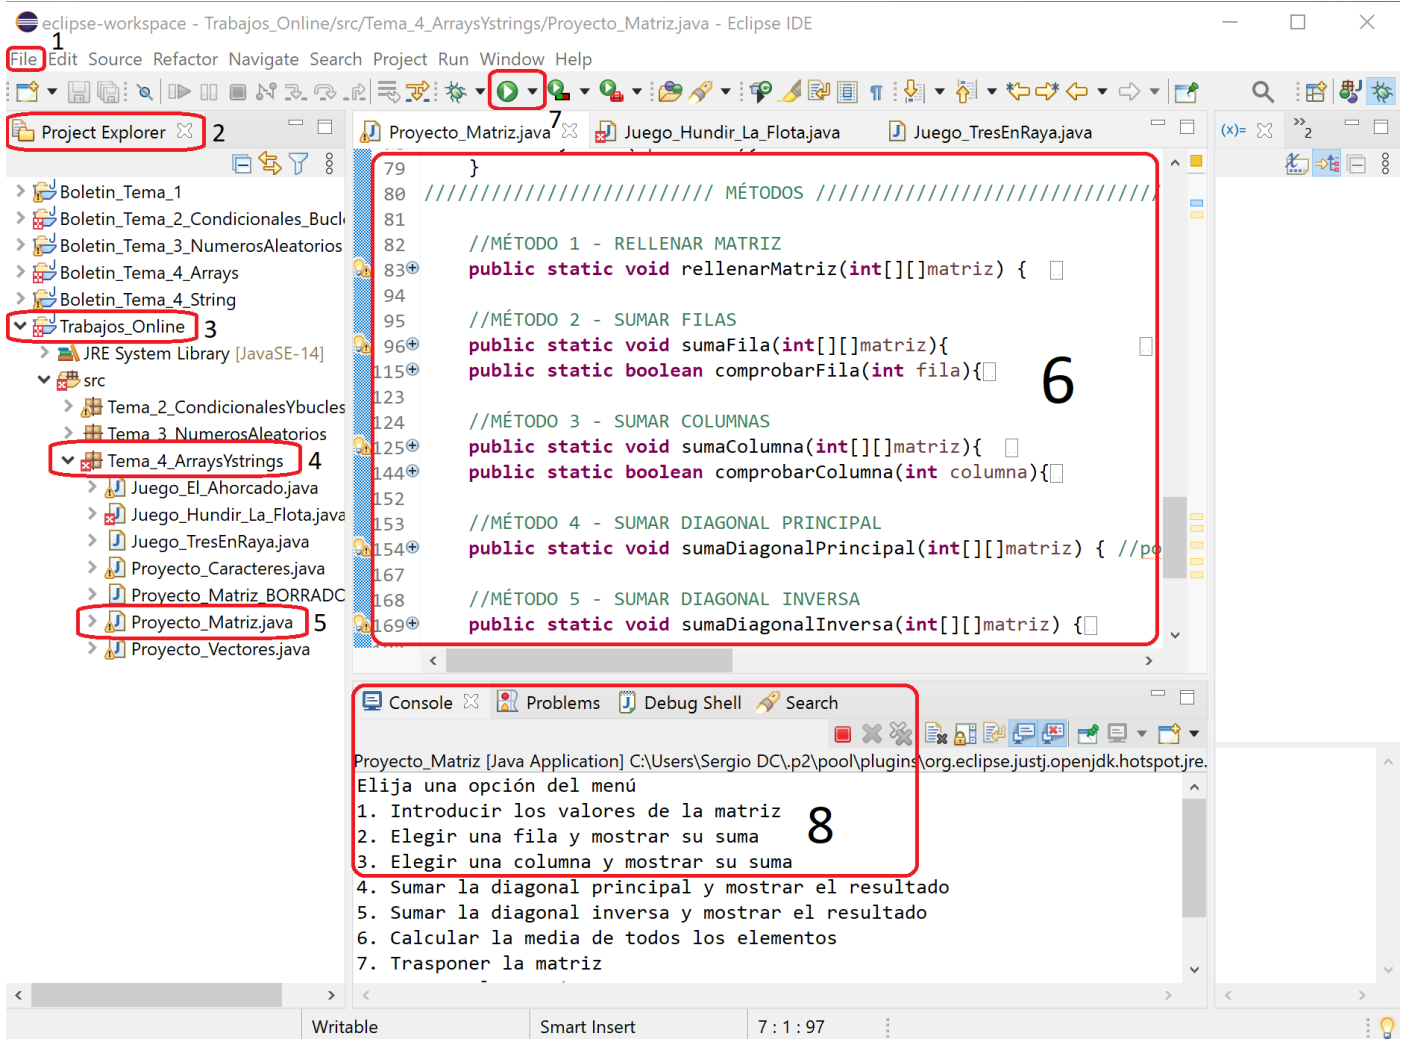 eclipse-workspace - Trabajos_Online/src/Tema_4_ArraysYstrings/Proyecto_Matriz.java - Eclipse IDE
1
File Edit Source Refactor Navigate Search Project Run Window Help
7
Project Explorer 2
Boletin_Tema_1
Boletin_Tema_2_Condicionales_Bucl
Boletin_Tema_3_NumerosAleatorios
Boletin_Tema_4_Arrays
Boletin_Tema_4_String
Trabajos_Online 3
JRE System Library [JavaSE-14]
src
Tema_2_CondicionalesYbucles
Tema_3_NumerosAleatorios
Tema_4_ArraysYstrings 4
Juego_El_Ahorcado.java
Juego_Hundir_La_Flota.java
Juego_TresEnRaya.java
Proyecto_Caracteres.java
Proyecto_Matriz_BORRADO
Proyecto_Matriz.java 5
Proyecto_Vectores.java
Proyecto_Matriz.java Juego_Hundir_La_Flota.java Juego_TresEnRaya.java
79 }
80 ////////////////////////// MÉTODOS ///////////////////////////////
81
82 //MÉTODO 1 - RELLENAR MATRIZ
83 public static void rellenarMatriz(int[][]matriz) {
94
95 //MÉTODO 2 - SUMAR FILAS
96 public static void sumaFila(int[][]matriz){
115 public static boolean comprobarFila(int fila){
6
123
124 //MÉTODO 3 - SUMAR COLUMNAS
125 public static void sumaColumna(int[][]matriz){
144 public static boolean comprobarColumna(int columna){
152
153 //MÉTODO 4 - SUMAR DIAGONAL PRINCIPAL
154 public static void sumaDiagonalPrincipal(int[][]matriz) { //po
167
168 //MÉTODO 5 - SUMAR DIAGONAL INVERSA
169 public static void sumaDiagonalInversa(int[][]matriz) {
(x)= »2
Console Problems Debug Shell Search
Proyecto_Matriz [Java Application] C:\Users\Sergio DC\.p2\pool\plugins\org.eclipse.justj.openjdk.hotspot.jre.
Elija una opción del menú
1. Introducir los valores de la matriz
2. Elegir una fila y mostrar su suma
8
3. Elegir una columna y mostrar su suma
4. Sumar la diagonal principal y mostrar el resultado
5. Sumar la diagonal inversa y mostrar el resultado
6. Calcular la media de todos los elementos
7. Trasponer la matriz
Writable Smart Insert 7 : 1 : 97